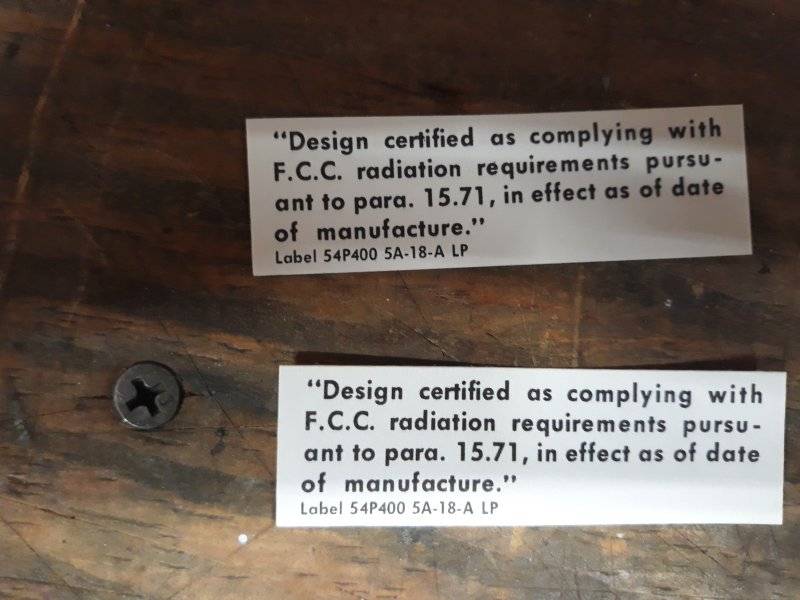 “Design certified as complying with
F.C.C. radiation requirements pursu-
ant to para. 15.71, in effect as of date
of manufacture.”
Label 54P400 5A-18-A LP
“Design certified as complying with
F.C.C. radiation requirements pursu-
ant to para. 15.71, in effect as of date
of manufacture.”
Label 54P400 5A-18-A LP